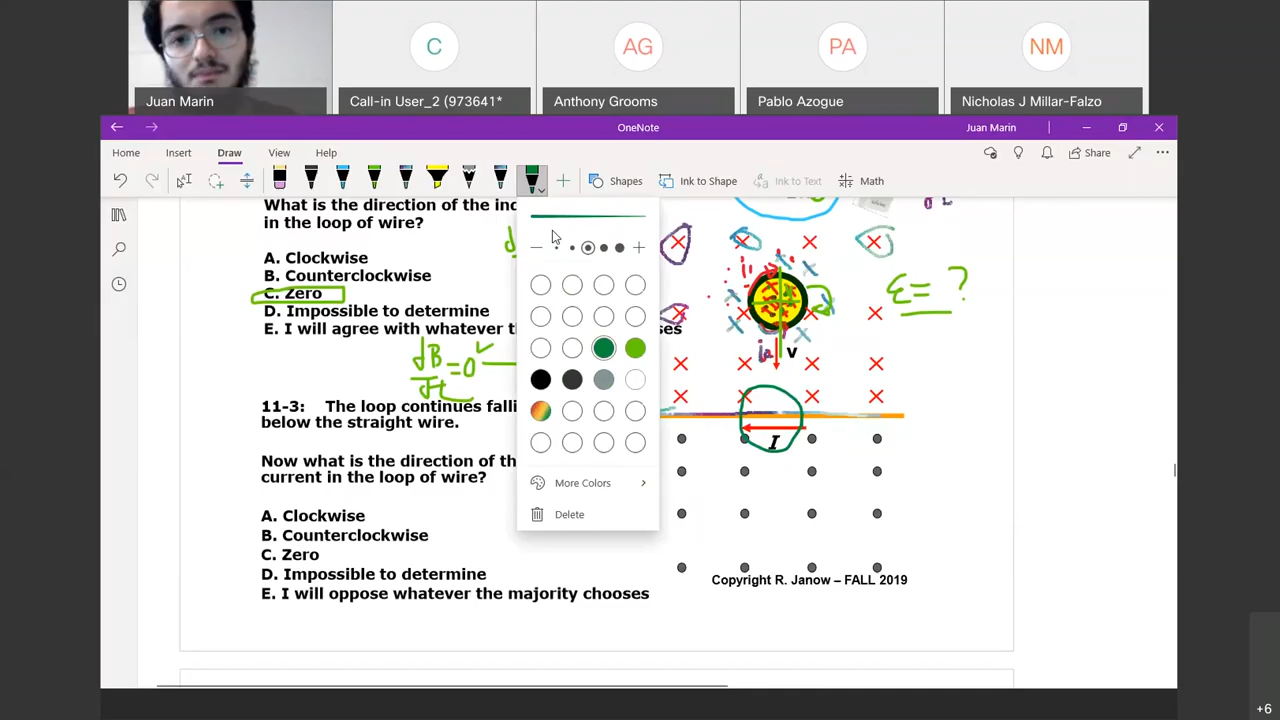 C
AG
PA
NM
Juan Marin
Call-in User_2 (973641*
Anthony Grooms
Pablo Azogue
Nicholas J Millar-Falzo
OneNote
Juan Marin
Home
Insert
Draw
View
Help
Share
Shapes
Ink to Shape
Ink to Text
Math
What is the direction of the ind
in the loop of wire?
A. Clockwise
B. Counterclockwise
C. Zero
D. Impossible to determine
E. I will agree with whatever t
ses
dB
dt
=0
ε = ?
v
I
11-3: The loop continues falli
below the straight wire.
Now what is the direction of th
current in the loop of wire?
A. Clockwise
B. Counterclockwise
C. Zero
D. Impossible to determine
E. I will oppose whatever the majority chooses
More Colors
Delete
Copyright R. Janow – FALL 2019
+6